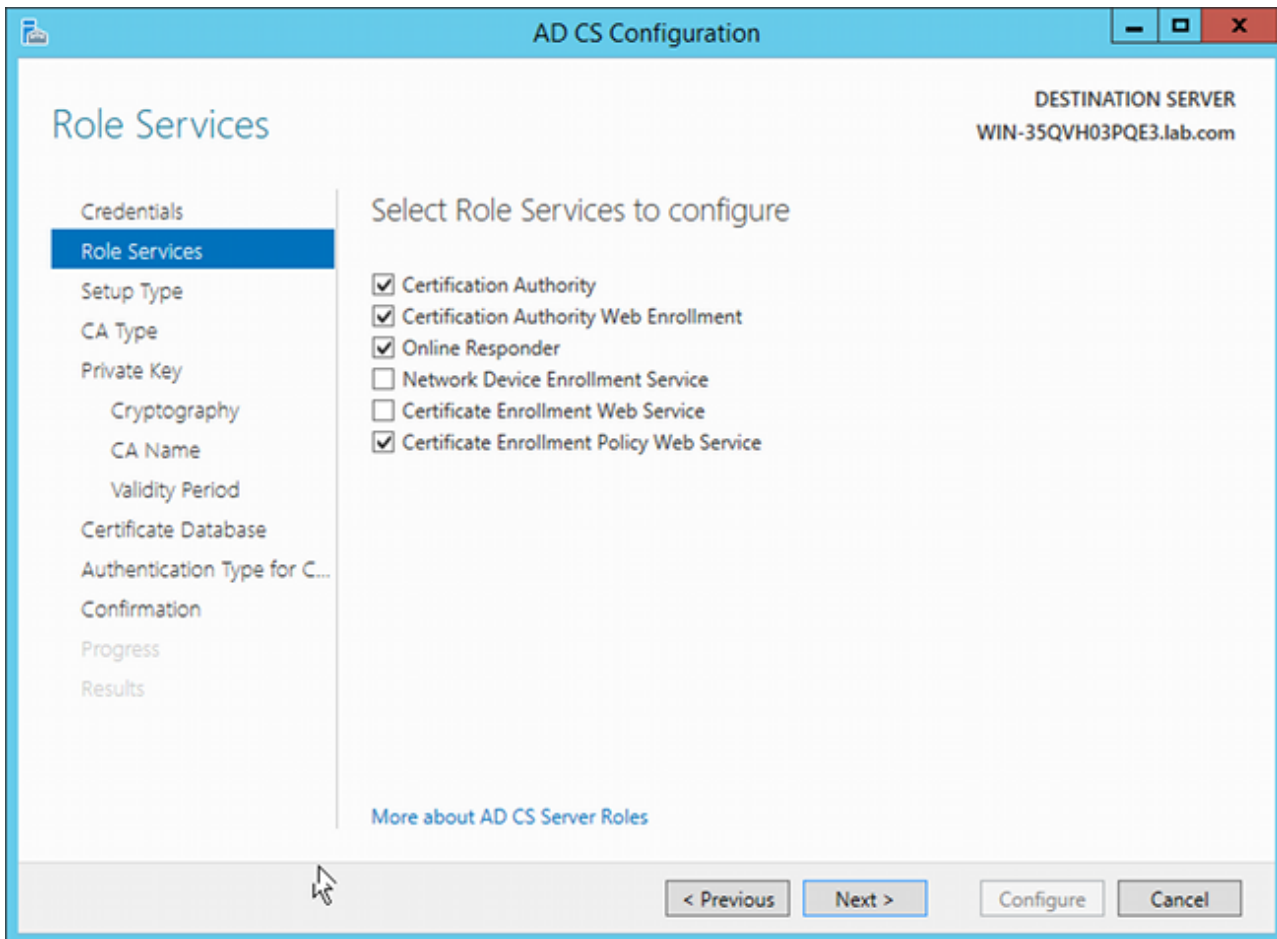 AD CS Configuration
DESTINATION SERVER
WIN-35QVH03PQE3.lab.com
Role Services
Credentials
Role Services
Setup Type
CA Type
Private Key
Cryptography
CA Name
Validity Period
Certificate Database
Authentication Type for C...
Confirmation
Progress
Results
Select Role Services to configure
Certification Authority
Certification Authority Web Enrollment
Online Responder
Network Device Enrollment Service
Certificate Enrollment Web Service
Certificate Enrollment Policy Web Service
More about AD CS Server Roles
< Previous
Next >
Configure
Cancel